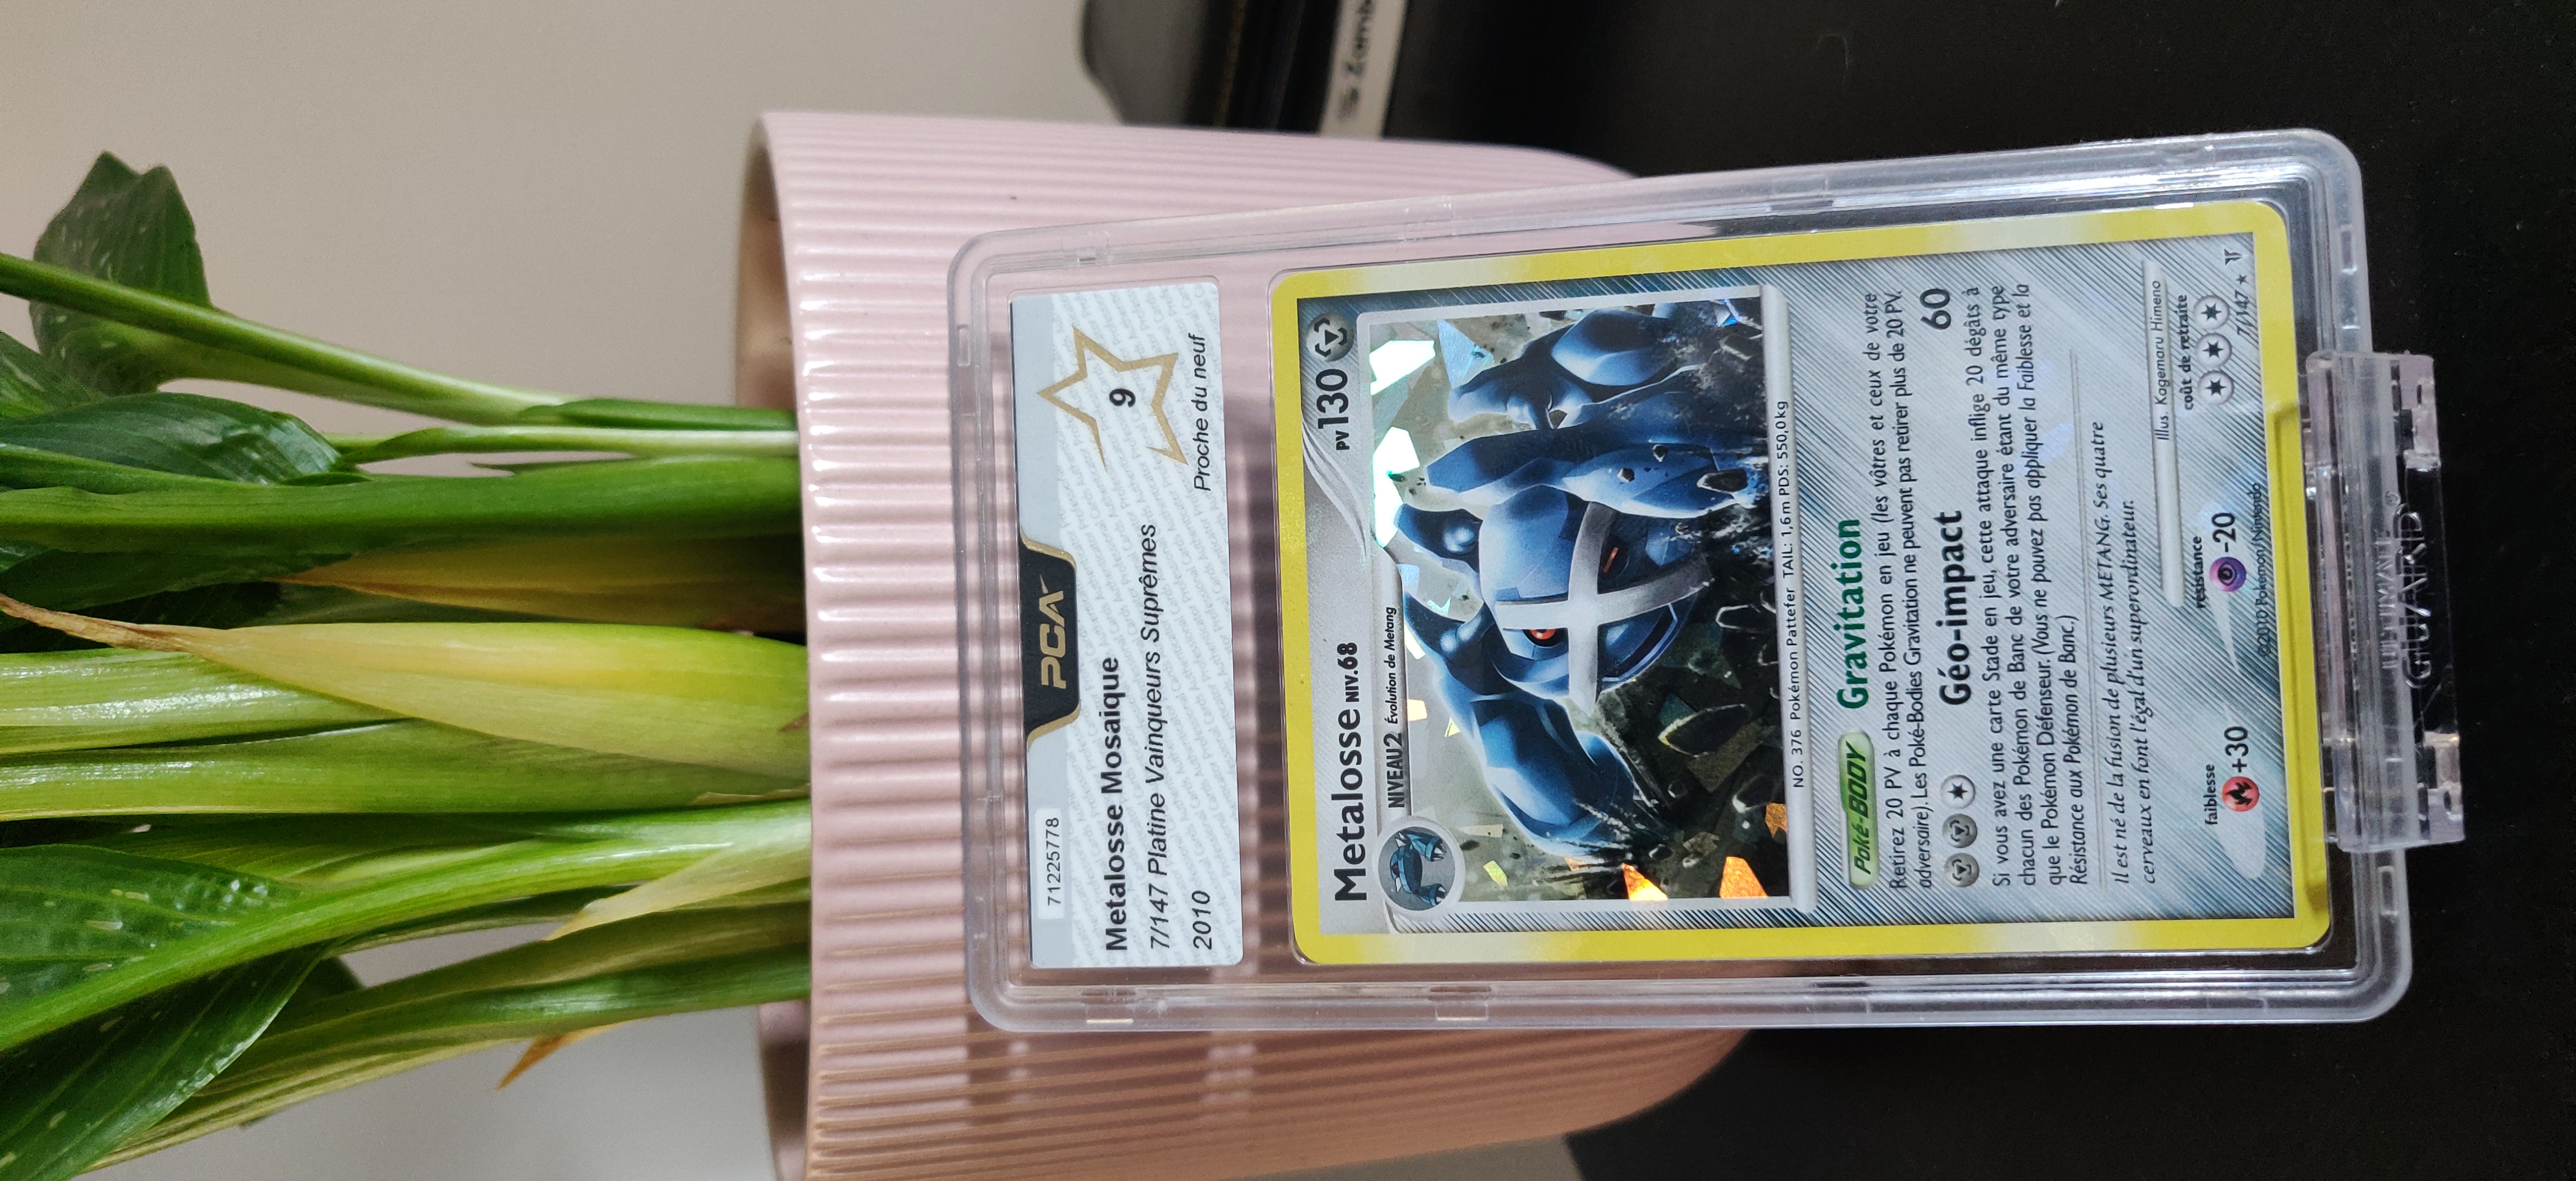 71225778
PCA
Metalosse Mosaique
7/147 Platine Vainqueurs Suprêmes
2010
9
Proche du neuf
Metalosse NIV.68
PV 130
NIVEAU 2 Évolution de Metang
NO. 376 Pokémon Pattefer TAIL: 1,6 m PDS: 550,0 kg
Poké-BODY Gravitation
Retirez 20 PV à chaque Pokémon en jeu (les vôtres et ceux de votre
adversaire). Les Poké-Bodies Gravitation ne peuvent pas retirer plus de 20 PV.
Géo-impact 60
Si vous avez une carte Stade en jeu, cette attaque inflige 20 dégâts à
chacun des Pokémon de Banc de votre adversaire étant du même type
que le Pokémon Défenseur. (Vous ne pouvez pas appliquer la Faiblesse et la
Résistance aux Pokémon de Banc.)
Il est né de la fusion de plusieurs METANG. Ses quatre
cerveaux en font l'égal d'un superordinateur.
Illus. Kagemaru Himeno
faiblesse
+30
résistance
-20
coût de retraite
7/147
©2010 Pokémon/Nintendo
ULTIMATE
GUARD